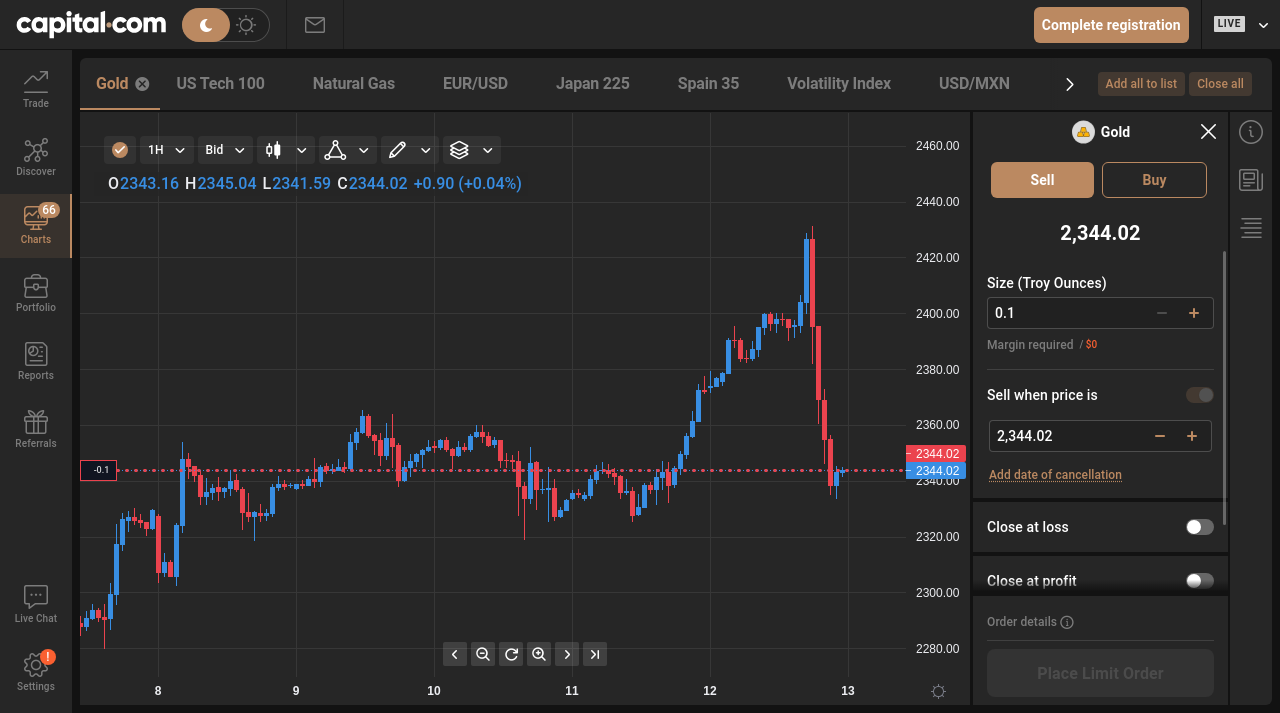 capital.com
Complete registration
LIVE
Trade
Discover
66
Charts
Portfolio
Reports
Referrals
Live Chat
!
Settings
Gold
US Tech 100
Natural Gas
EUR/USD
Japan 225
Spain 35
Volatility Index
USD/MXN
Add all to list
Close all
1H
Bid
O2343.16 H2345.04 L2341.59 C2344.02 +0.90 (+0.04%)
2460.00
2440.00
2420.00
2400.00
2380.00
2360.00
2344.02
2344.02
2340.00
2320.00
2300.00
2280.00
-0.1
8
9
10
11
12
13
Gold
Sell
Buy
2,344.02
Size (Troy Ounces)
0.1
Margin required / $0
Sell when price is
2,344.02
Add date of cancellation
Close at loss
Close at profit
Order details
Place Limit Order